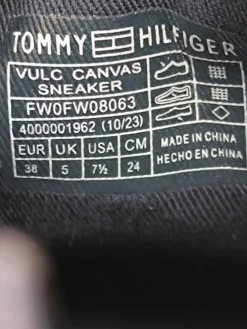 TOMMY HILFIGER
VULC CANVAS
SNEAKER
FW0FW08063
4000001962 (10/23)
MADE IN CHINA
HECHO EN CHINA
EUR UK USA CM
38 5 7½ 24